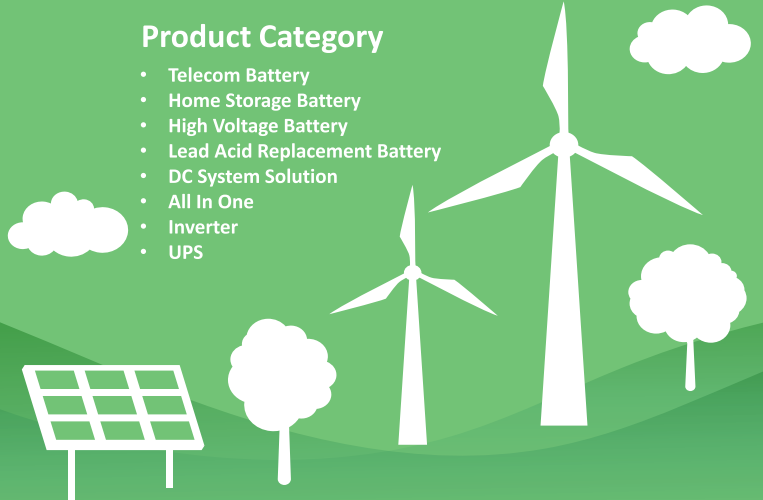 Product Category
• Telecom Battery
• Home Storage Battery
• High Voltage Battery
• Lead Acid Replacement Battery
• DC System Solution
• All In One
• Inverter
• UPS